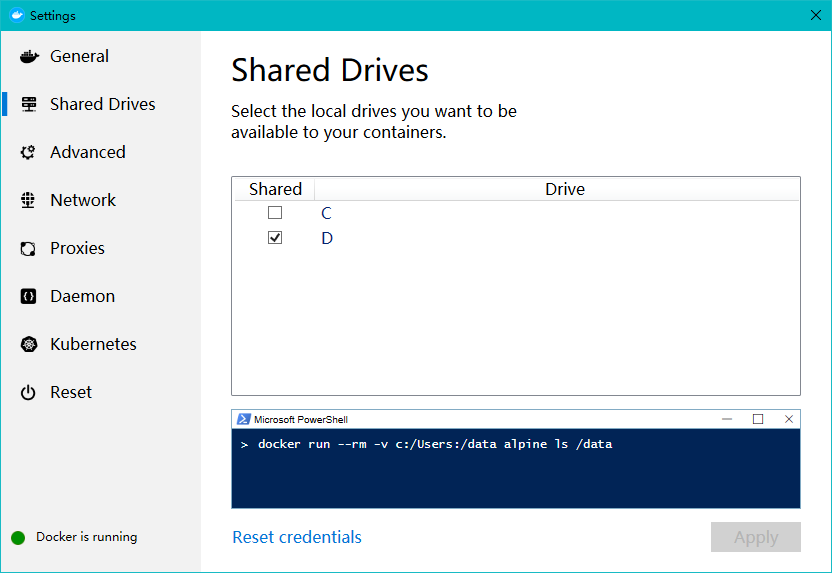 Settings
General
Shared Drives
Advanced
Network
Proxies
Daemon
Kubernetes
Reset
Docker is running
Shared Drives
Select the local drives you want to be
available to your containers.
Shared Drive
C
D
Microsoft PowerShell
> docker run --rm -v c:/Users:/data alpine ls /data
Reset credentials
Apply